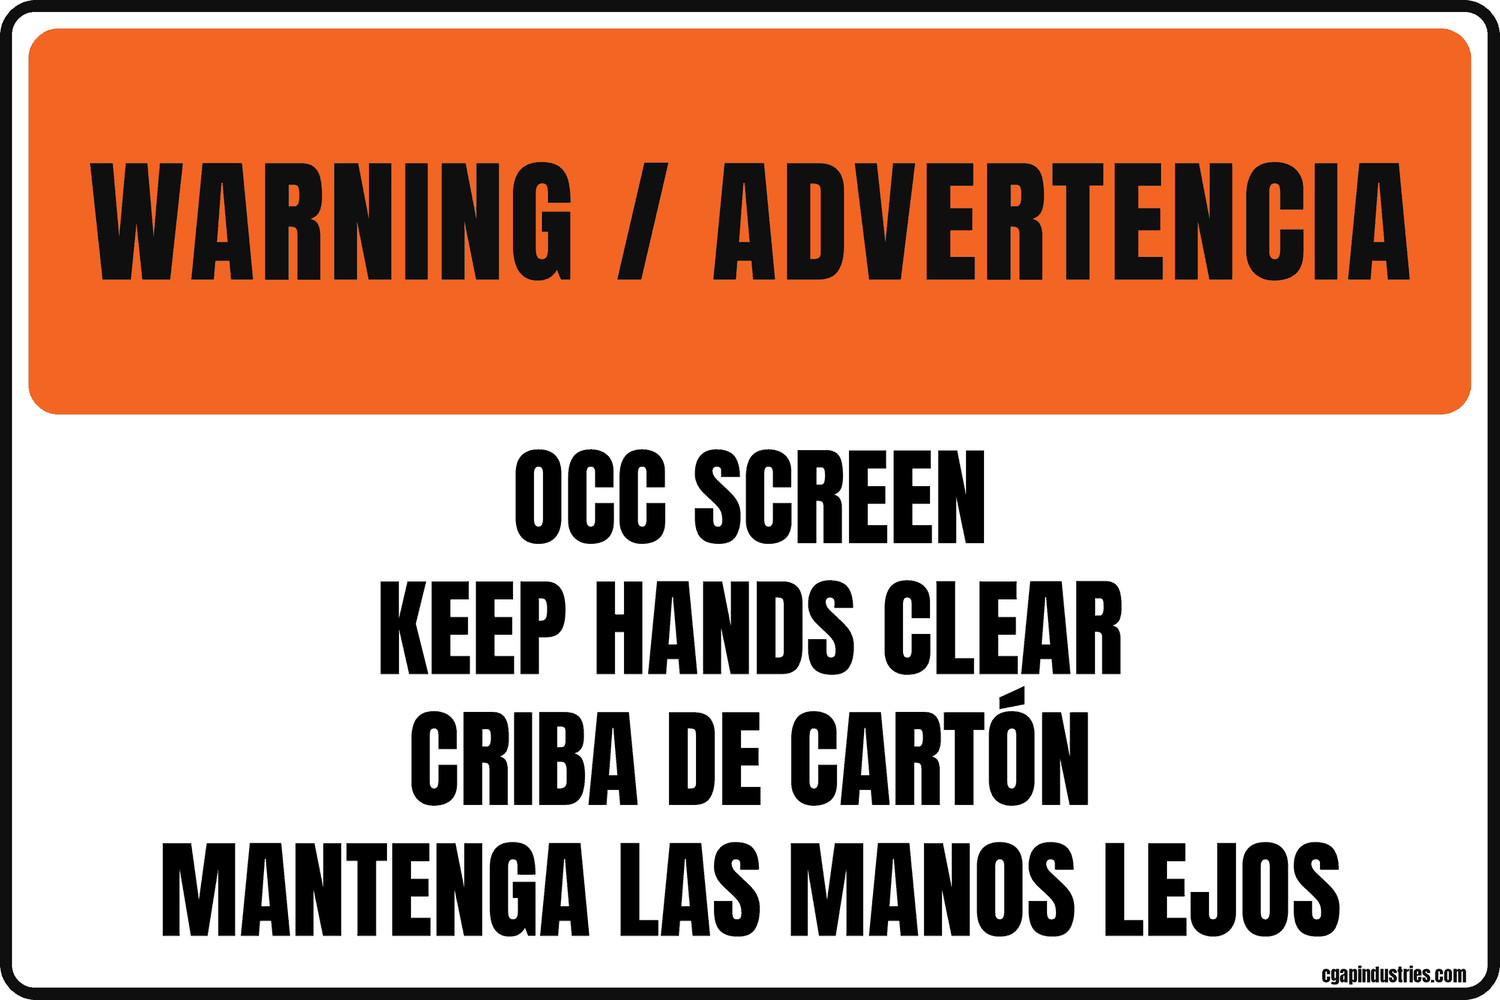 WARNING / ADVERTENCIA
OCC SCREEN
KEEP HANDS CLEAR
CRIBA DE CARTÓN
MANTENGA LAS MANOS LEJOS
cgapindustries.com